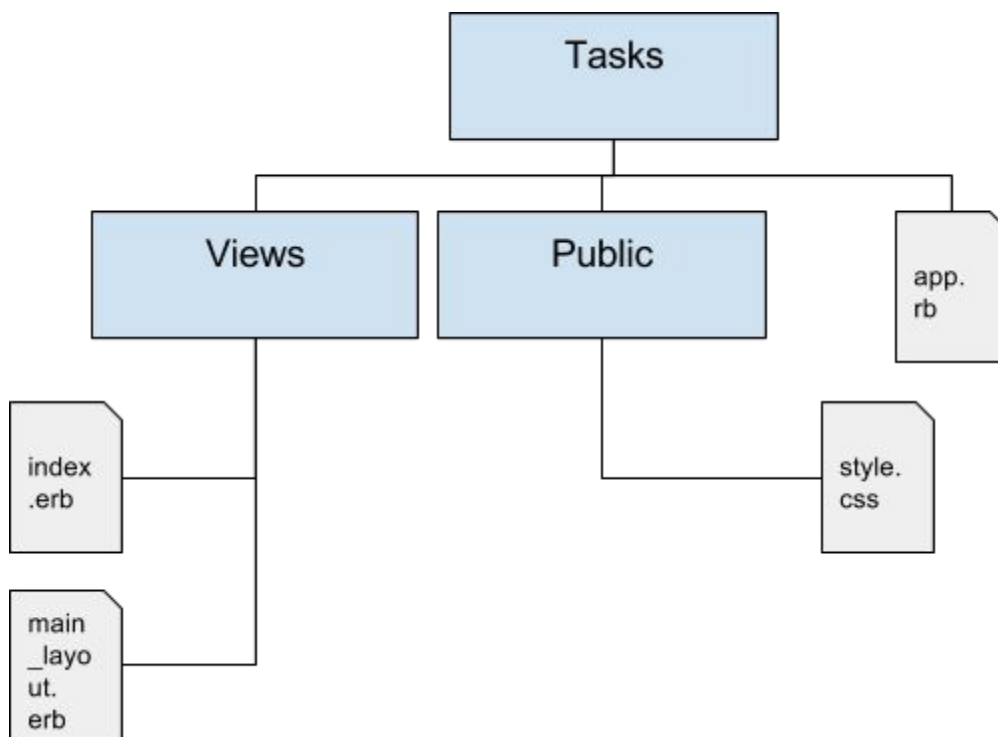 Tasks
Views
Public
app.
rb
index
.erb
style.
css
main
_layo
ut.
erb